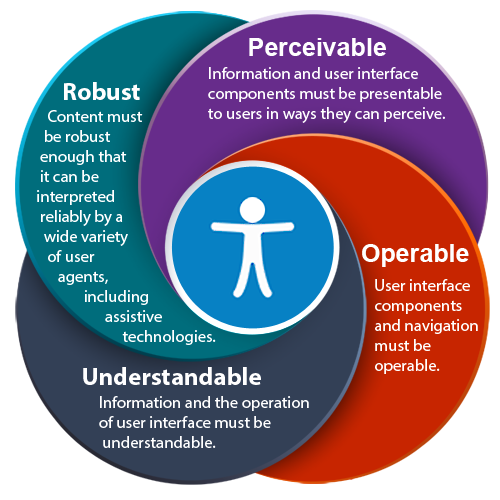 Perceivable
Information and user interface
components must be presentable
to users in ways they can perceive.
Operable
User interface
components
and navigation
must be
operable.
Understandable
Information and the operation
of user interface must be
understandable.
Robust
Content must
be robust
enough that
it can be
interpreted
reliably by a
wide variety
of user
agents,
including
assistive
technologies.